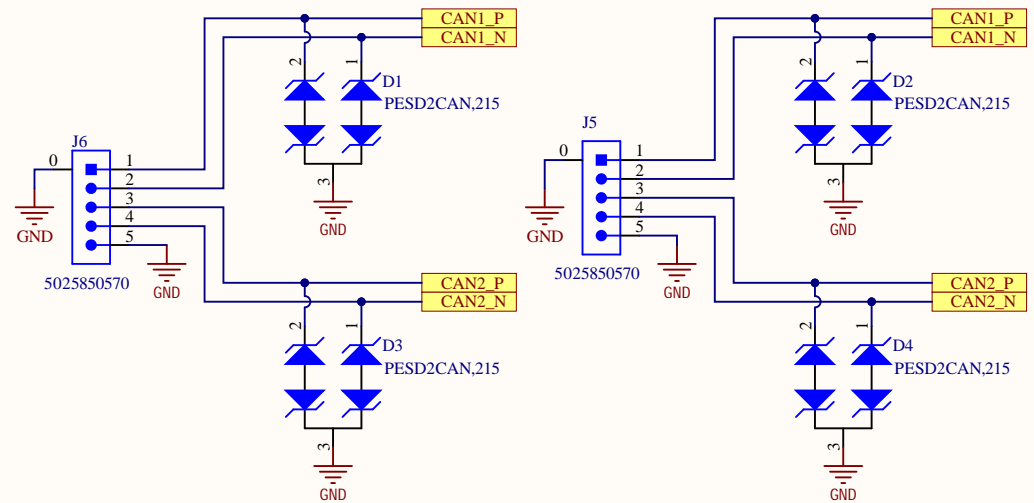 CAN1_P
CAN1_N
2
1
D1
PESD2CAN,215
J6
0
1
2
3
4
5
3
GND
GND
GND
5025850570
CAN2_P
CAN2_N
2
1
D3
PESD2CAN,215
3
GND
CAN1_P
CAN1_N
2
1
D2
PESD2CAN,215
J5
0
1
2
3
4
5
3
GND
GND
GND
5025850570
CAN2_P
CAN2_N
2
1
D4
PESD2CAN,215
3
GND